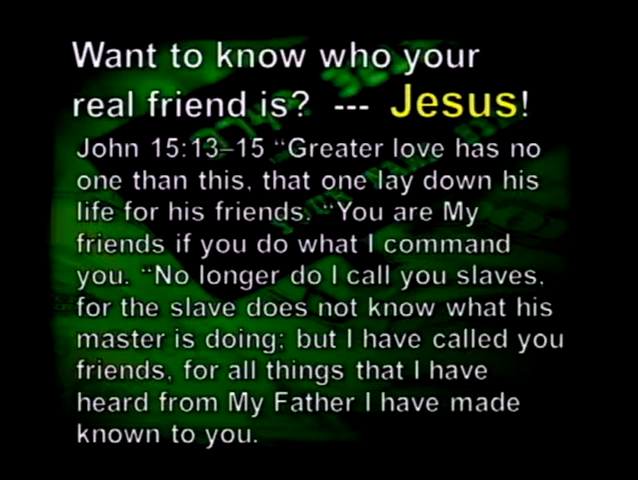 Want to know who your
real friend is? --- Jesus!
John 15:13–15 “Greater love has no
one than this, that one lay down his
life for his friends. “You are My
friends if you do what I command
you. “No longer do I call you slaves,
for the slave does not know what his
master is doing; but I have called you
friends, for all things that I have
heard from My Father I have made
known to you.